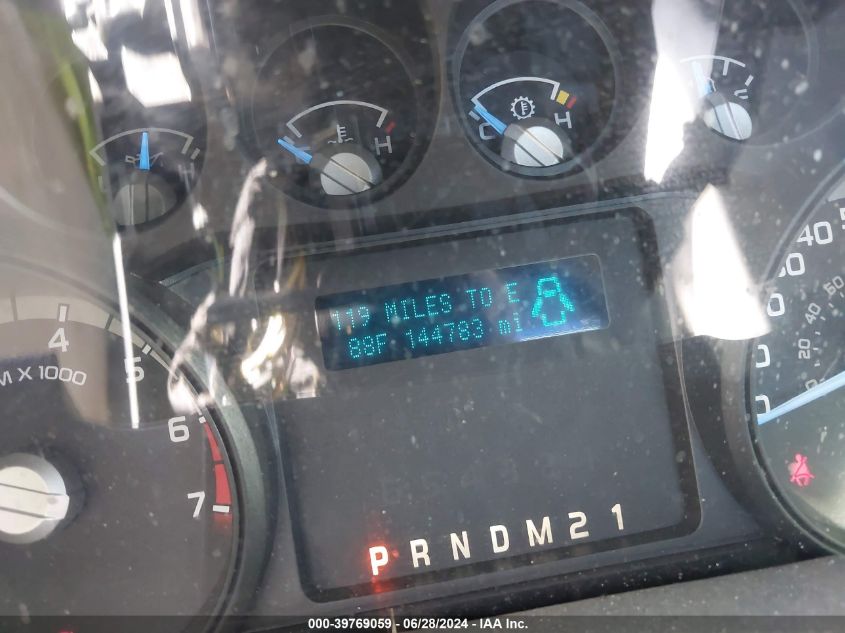 H
H
C
H
119 MILES TO E
88F 144783 mi
4
5
6
7
M X 1000
40
50
20
40
0
P R N D M 2 1
000-39769059 - 06/28/2024 - IAA Inc.